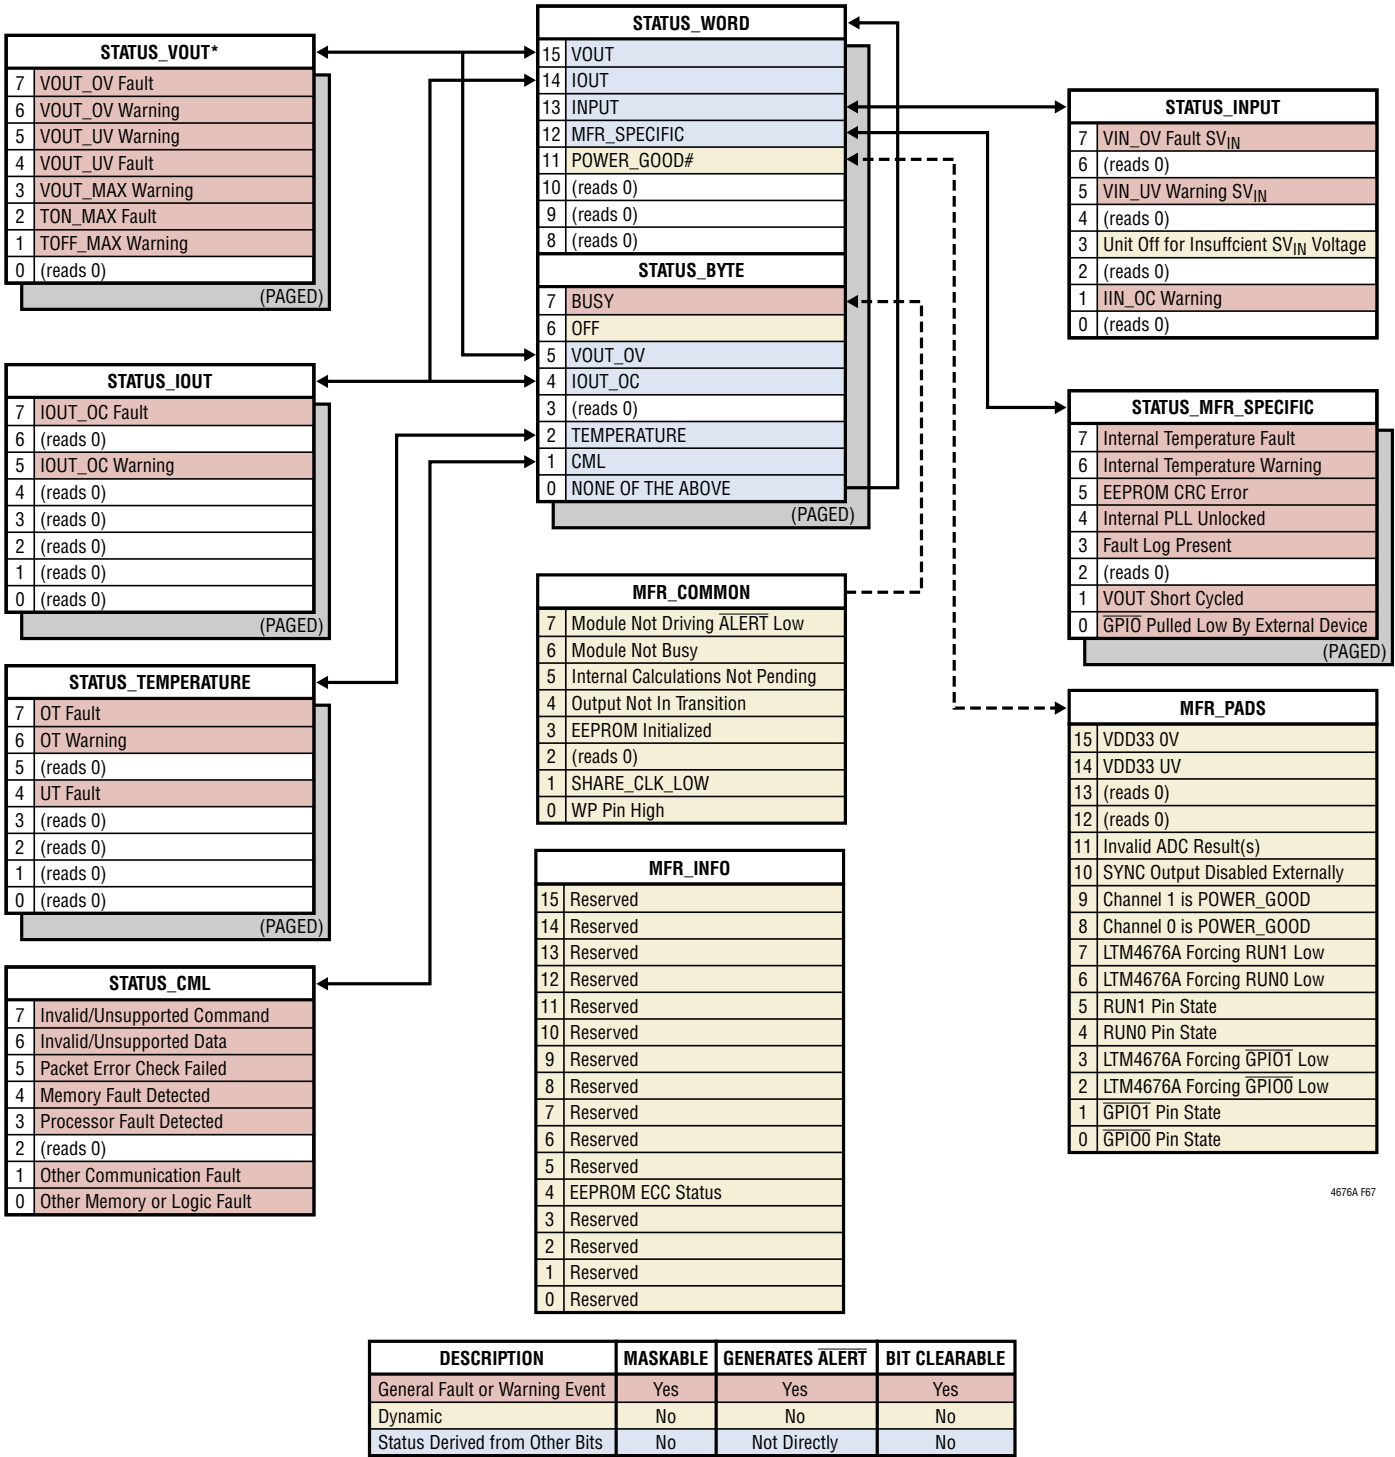 STATUS_VOUT*
7 VOUT_OV Fault
6 VOUT_OV Warning
5 VOUT_UV Warning
4 VOUT_UV Fault
3 VOUT_MAX Warning
2 TON_MAX Fault
1 TOFF_MAX Warning
0 (reads 0)
(PAGED)
STATUS_IOUT
7 IOUT_OC Fault
6 (reads 0)
5 IOUT_OC Warning
4 (reads 0)
3 (reads 0)
2 (reads 0)
1 (reads 0)
0 (reads 0)
(PAGED)
STATUS_TEMPERATURE
7 OT Fault
6 OT Warning
5 (reads 0)
4 UT Fault
3 (reads 0)
2 (reads 0)
1 (reads 0)
0 (reads 0)
(PAGED)
STATUS_CML
7 Invalid/Unsupported Command
6 Invalid/Unsupported Data
5 Packet Error Check Failed
4 Memory Fault Detected
3 Processor Fault Detected
2 (reads 0)
1 Other Communication Fault
0 Other Memory or Logic Fault
STATUS_WORD
15 VOUT
14 IOUT
13 INPUT
12 MFR_SPECIFIC
11 POWER_GOOD#
10 (reads 0)
9 (reads 0)
8 (reads 0)
STATUS_BYTE
7 BUSY
6 OFF
5 VOUT_OV
4 IOUT_OC
3 (reads 0)
2 TEMPERATURE
1 CML
0 NONE OF THE ABOVE
(PAGED)
MFR_COMMON
7 Module Not Driving ALERT Low
6 Module Not Busy
5 Internal Calculations Not Pending
4 Output Not In Transition
3 EEPROM Initialized
2 (reads 0)
1 SHARE_CLK_LOW
0 WP Pin High
MFR_INFO
15 Reserved
14 Reserved
13 Reserved
12 Reserved
11 Reserved
10 Reserved
9 Reserved
8 Reserved
7 Reserved
6 Reserved
5 Reserved
4 EEPROM ECC Status
3 Reserved
2 Reserved
1 Reserved
0 Reserved
STATUS_INPUT
7 VIN_OV Fault SVIN
6 (reads 0)
5 VIN_UV Warning SVIN
4 (reads 0)
3 Unit Off for Insuffcient SVIN Voltage
2 (reads 0)
1 IIN_OC Warning
0 (reads 0)
STATUS_MFR_SPECIFIC
7 Internal Temperature Fault
6 Internal Temperature Warning
5 EEPROM CRC Error
4 Internal PLL Unlocked
3 Fault Log Present
2 (reads 0)
1 VOUT Short Cycled
0 GPIO Pulled Low By External Device
(PAGED)
MFR_PADS
15 VDD33 OV
14 VDD33 UV
13 (reads 0)
12 (reads 0)
11 Invalid ADC Result(s)
10 SYNC Output Disabled Externally
9 Channel 1 is POWER_GOOD
8 Channel 0 is POWER_GOOD
7 LTM4676A Forcing RUN1 Low
6 LTM4676A Forcing RUN0 Low
5 RUN1 Pin State
4 RUN0 Pin State
3 LTM4676A Forcing GPIO1 Low
2 LTM4676A Forcing GPIO0 Low
1 GPIO1 Pin State
0 GPIO0 Pin State
4676A F67
DESCRIPTION MASKABLE GENERATES ALERT BIT CLEARABLE
General Fault or Warning Event Yes Yes Yes
Dynamic No No No
Status Derived from Other Bits No Not Directly No